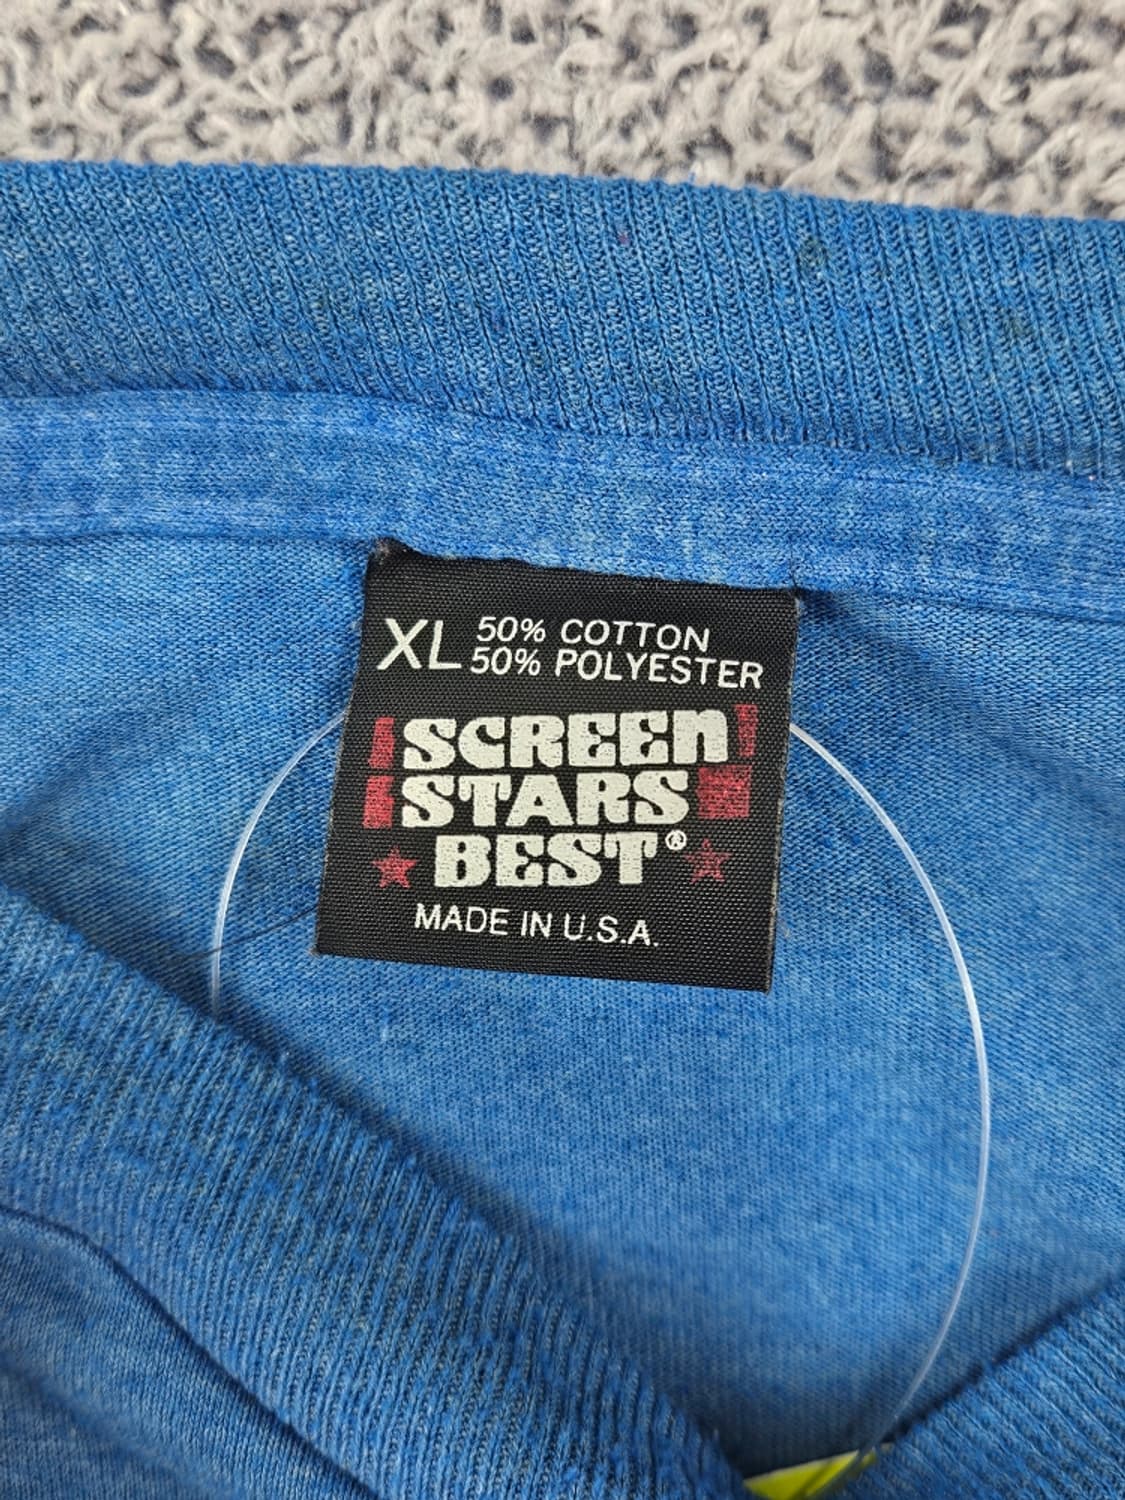 XL 50% COTTON
50% POLYESTER
SCREEN
STARS
BEST®
MADE IN U.S.A.